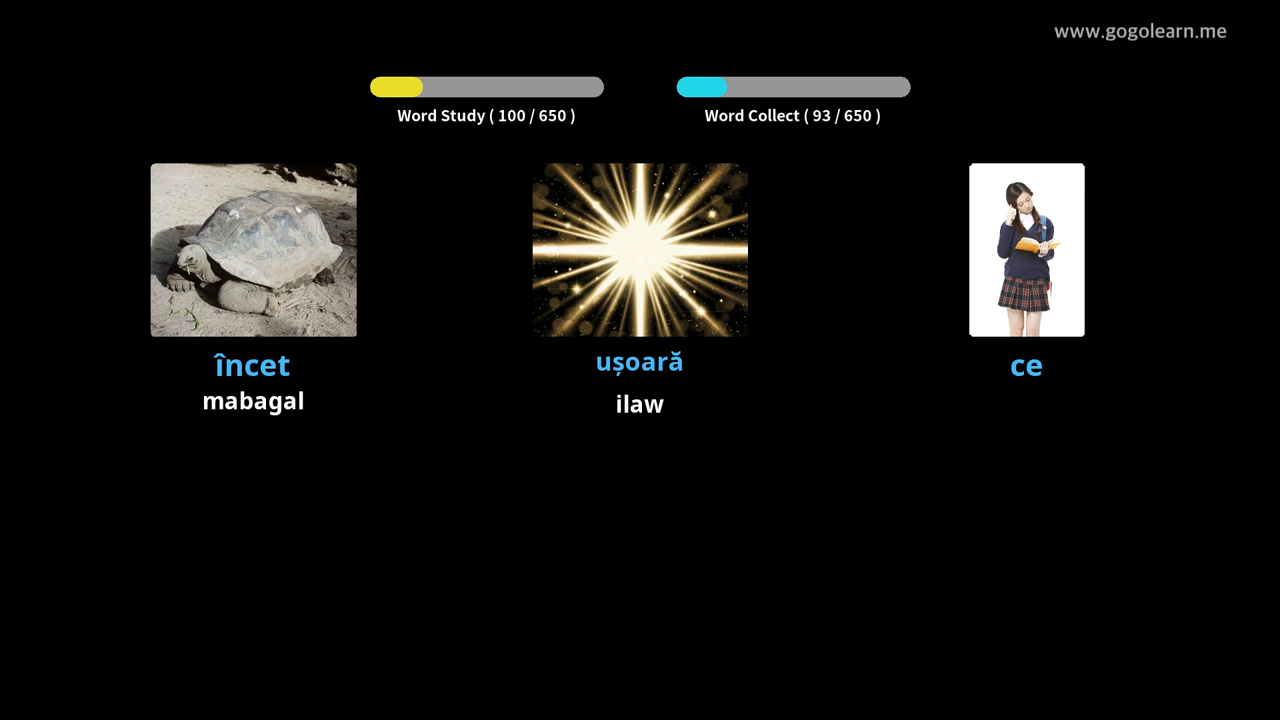 www.gogolearn.me
Word Study ( 100 / 650 )
Word Collect ( 93 / 650 )
încet
mabagal
ușoară
ilaw
ce